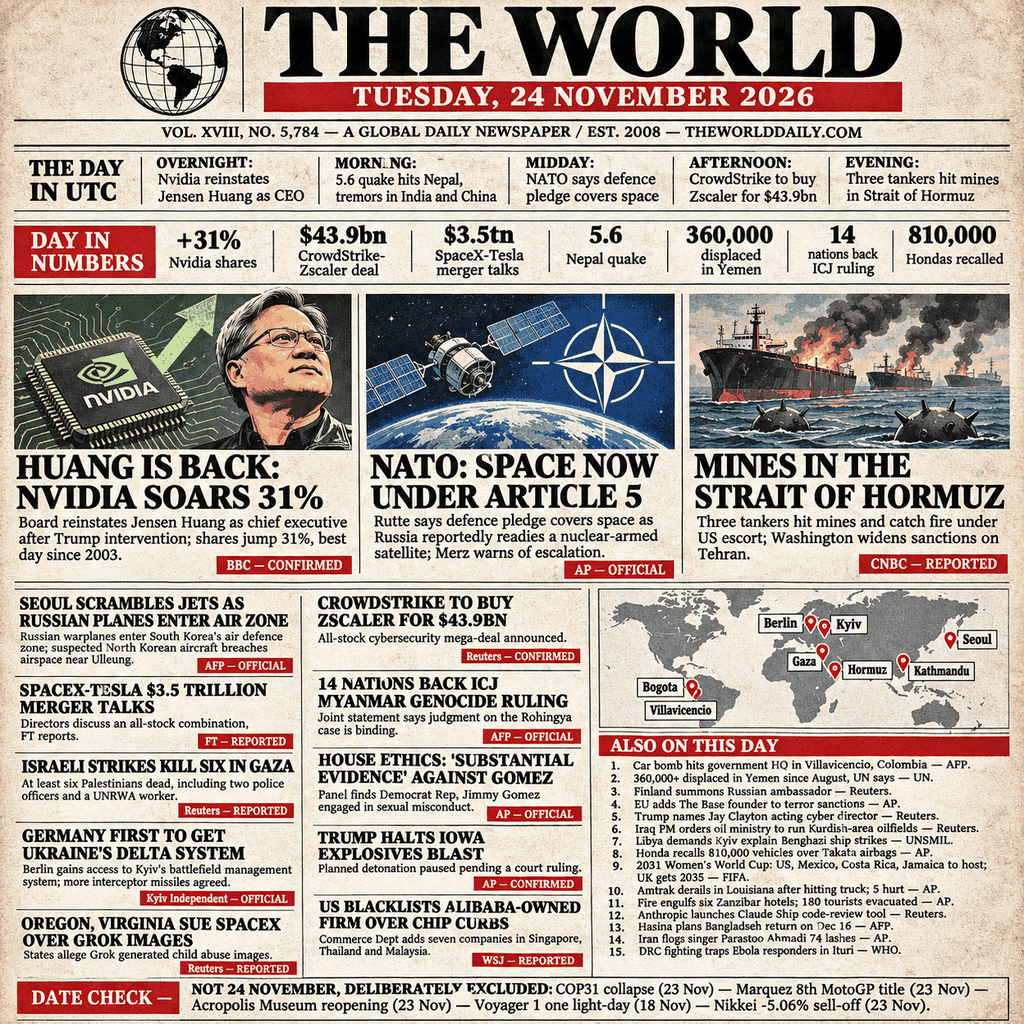 THE WORLD
TUESDAY, 24 NOVEMBER 2026
VOL. XVIII, NO. 5,784 — A GLOBAL DAILY NEWSPAPER / EST. 2008 — THEWORLDDAILY.COM
THE DAY
IN UTC
OVERNIGHT:
Nvidia reinstates
Jensen Huang as CEO
MORNING:
5.6 quake hits Nepal,
tremors in India and China
MIDDAY:
NATO says defence
pledge covers space
AFTERNOON:
CrowdStrike to buy
Zscaler for $43.9bn
EVENING:
Three tankers hit mines
in Strait of Hormuz
DAY IN
NUMBERS
+31%
Nvidia shares
$43.9bn
CrowdStrike-
Zscaler deal
$3.5tn
SpaceX-Tesla
merger talks
5.6
Nepal quake
360,000
displaced
in Yemen
14
nations back
ICJ ruling
810,000
Hondas recalled
NVIDIA
HUANG IS BACK:
NVIDIA SOARS 31%
Board reinstates Jensen Huang as chief executive
after Trump intervention; shares jump 31%, best
day since 2003.
BBC — CONFIRMED
NATO: SPACE NOW
UNDER ARTICLE 5
Rutte says defence pledge covers space as
Russia reportedly readies a nuclear-armed
satellite; Merz warns of escalation.
AP — OFFICIAL
MINES IN THE
STRAIT OF HORMUZ
Three tankers hit mines and catch fire under
US escort; Washington widens sanctions on
Tehran.
CNBC — REPORTED
SEOUL SCRAMBLES JETS AS
RUSSIAN PLANES ENTER AIR ZONE
Russian warplanes enter South Korea's air defence
zone; suspected North Korean aircraft breaches
airspace near Ulleung.
AFP — OFFICIAL
SPACEX-TESLA $3.5 TRILLION
MERGER TALKS
Directors discuss an all-stock combination,
FT reports.
FT — REPORTED
ISRAELI STRIKES KILL SIX IN GAZA
At least six Palestinians dead, including two police
officers and a UNRWA worker.
Reuters — REPORTED
GERMANY FIRST TO GET
UKRAINE'S DELTA SYSTEM
Berlin gains access to Kyiv's battlefield management
system; more interceptor missiles agreed.
Kyiv Independent — OFFICIAL
OREGON, VIRGINIA SUE SPACEX
OVER GROK IMAGES
States allege Grok generated child abuse images.
Reuters — REPORTED
CROWDSTRIKE TO BUY
ZSCALER FOR $43.9BN
All-stock cybersecurity mega-deal announced.
Reuters — CONFIRMED
14 NATIONS BACK ICJ
MYANMAR GENOCIDE RULING
Joint statement says judgment on the Rohingya
case is binding.
AFP — OFFICIAL
HOUSE ETHICS: 'SUBSTANTIAL
EVIDENCE' AGAINST GOMEZ
Panel finds Democrat Rep, Jimmy Gomez
engaged in sexual misconduct.
AP — OFFICIAL
TRUMP HALTS IOWA
EXPLOSIVES BLAST
Planned detonation paused pending a court ruling.
AP — CONFIRMED
US BLACKLISTS ALIBABA-OWNED
FIRM OVER CHIP CURBS
Commerce Dept adds seven companies in Singapore,
Thailand and Malaysia.
WSJ — REPORTED
Berlin
Kyiv
Seoul
Gaza
Hormuz
Kathmandu
Bogota
Villavicencio
ALSO ON THIS DAY
1. Car bomb hits government HQ in Villavicencio, Colombia — AFP.
2. 360,000+ displaced in Yemen since August, UN says — UN.
3. Finland summons Russian ambassador — Reuters.
4. EU adds The Base founder to terror sanctions — AP.
5. Trump names Jay Clayton acting cyber director — Reuters.
6. Iraq PM orders oil ministry to run Kurdish-area oilfields — Reuters.
7. Libya demands Kyiv explain Benghazi ship strikes — UNSMIL.
8. Honda recalls 810,000 vehicles over Takata airbags — AP.
9. 2031 Women's World Cup: US, Mexico, Costa Rica, Jamaica to host;
UK gets 2035 — FIFA.
10. Amtrak derails in Louisiana after hitting truck; 5 hurt — AP.
11. Fire engulfs six Zanzibar hotels; 180 tourists evacuated — AP.
12. Anthropic launches Claude Ship code-review tool — Reuters.
13. Hasina plans Bangladesh return on Dec 16 — AFP.
14. Iran flogs singer Parastoo Ahmadi 74 lashes — AP.
15. DRC fighting traps Ebola responders in Ituri — WHO.
DATE CHECK —
NOT 24 NOVEMBER, DELIBERATELY EXCLUDED: COP31 collapse (23 Nov) — Marquez 8th MotoGP title (23 Nov) —
Acropolis Museum reopening (23 Nov) — Voyager 1 one light-day (18 Nov) — Nikkei -5.06% sell-off (23 Nov).